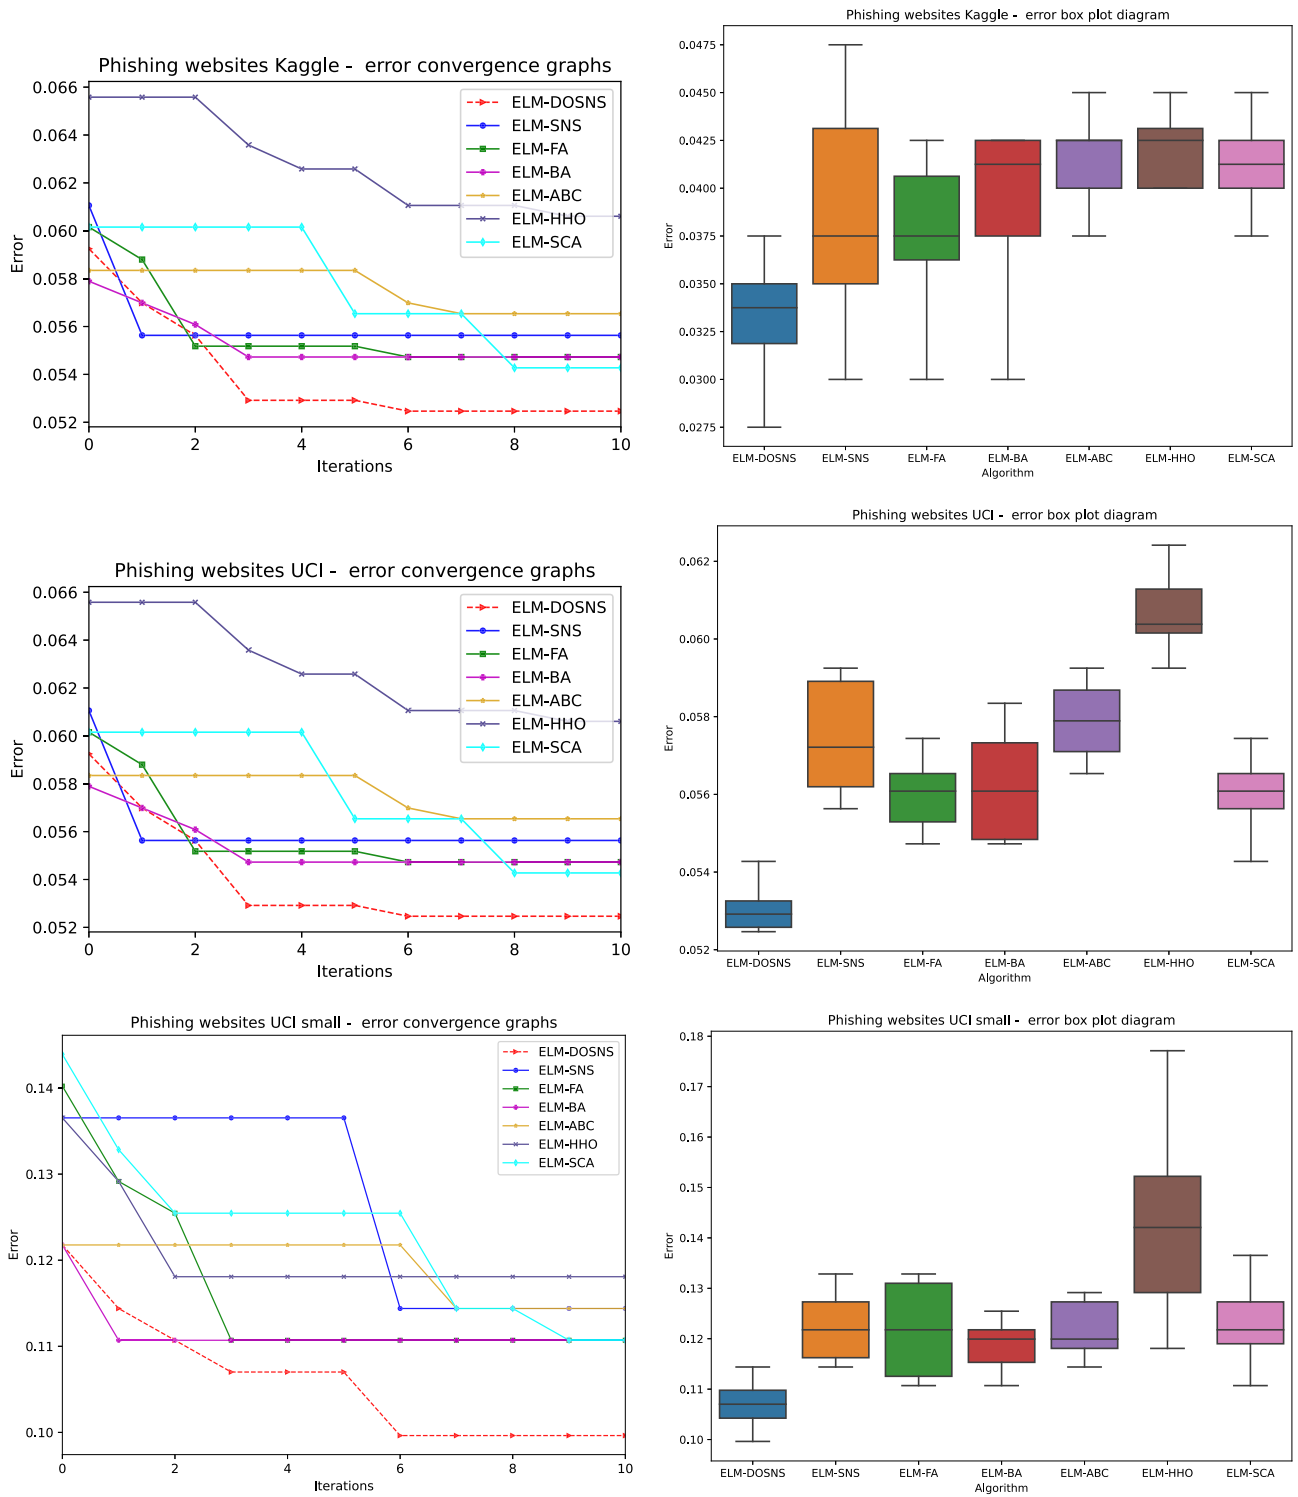 Phishing websites Kaggle -  error convergence graphs
0.066
0.064
0.062
0.060
0.058
0.056
0.054
0.052
Error
0 2 4 6 8 10
Iterations
ELM-DOSNS
ELM-SNS
ELM-FA
ELM-BA
ELM-ABC
ELM-HHO
ELM-SCA
Phishing websites Kaggle -  error box plot diagram
0.0475
0.0450
0.0425
0.0400
0.0375
0.0350
0.0325
0.0300
0.0275
Error
ELM-DOSNS ELM-SNS ELM-FA ELM-BA ELM-ABC ELM-HHO ELM-SCA
Algorithm
Phishing websites UCI -  error convergence graphs
0.066
0.064
0.062
0.060
0.058
0.056
0.054
0.052
Error
0 2 4 6 8 10
Iterations
ELM-DOSNS
ELM-SNS
ELM-FA
ELM-BA
ELM-ABC
ELM-HHO
ELM-SCA
Phishing websites UCI -  error box plot diagram
0.062
0.060
0.058
0.056
0.054
0.052
Error
ELM-DOSNS ELM-SNS ELM-FA ELM-BA ELM-ABC ELM-HHO ELM-SCA
Algorithm
Phishing websites UCI small -  error convergence graphs
0.14
0.13
0.12
0.11
0.10
Error
0 2 4 6 8 10
Iterations
ELM-DOSNS
ELM-SNS
ELM-FA
ELM-BA
ELM-ABC
ELM-HHO
ELM-SCA
Phishing websites UCI small -  error box plot diagram
0.18
0.17
0.16
0.15
0.14
0.13
0.12
0.11
0.10
Error
ELM-DOSNS ELM-SNS ELM-FA ELM-BA ELM-ABC ELM-HHO ELM-SCA
Algorithm